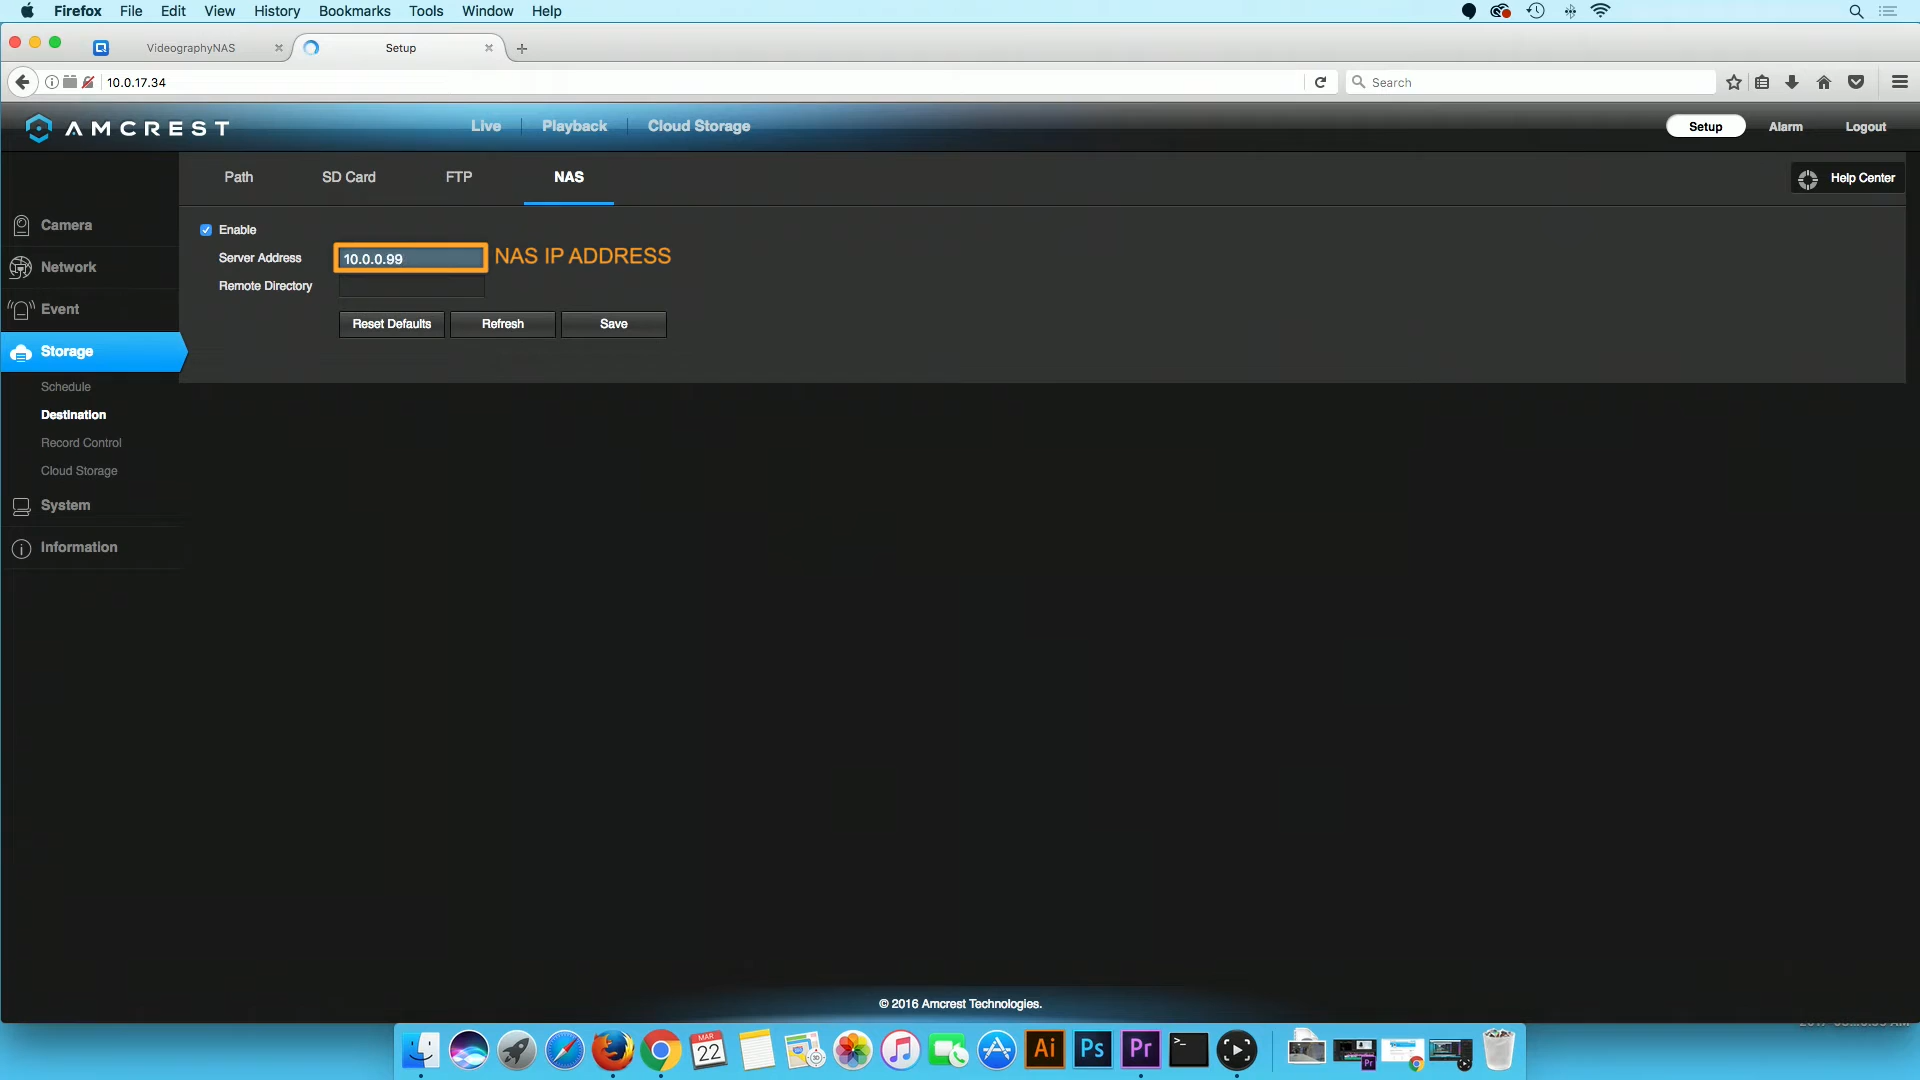 Firefox File Edit View History Bookmarks Tools Window Help
VideographyNAS
Setup
10.0.17.34
Search
AMCREST
Live
Playback
Cloud Storage
Setup
Alarm
Logout
Path
SD Card
FTP
NAS
Help Center
Camera
Network
Event
Storage
Schedule
Destination
Record Control
Cloud Storage
System
Information
Enable
Server Address
10.0.0.99
NAS IP ADDRESS
Remote Directory
Reset Defaults
Refresh
Save
© 2016 Amcrest Technologies.
MAR
22
Ai
Ps
Pr